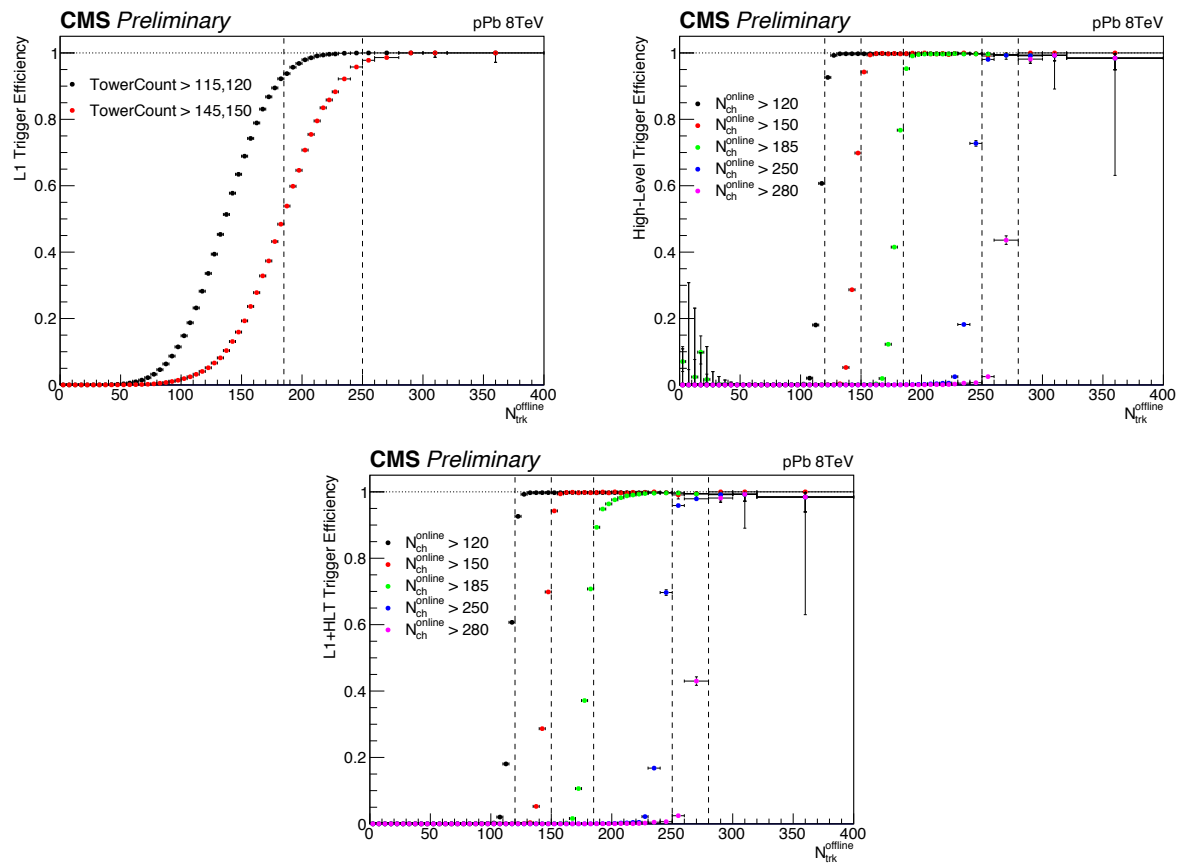 CMS Preliminary
pPb 8TeV
L1 Trigger Efficiency
1
0.8
0.6
0.4
0.2
0
TowerCount > 115,120
TowerCount > 145,150
0 50 100 150 200 250 300 350 400
N_trk^offline
CMS Preliminary
pPb 8TeV
High-Level Trigger Efficiency
1
0.8
0.6
0.4
0.2
0
N_ch^online > 120
N_ch^online > 150
N_ch^online > 185
N_ch^online > 250
N_ch^online > 280
0 50 100 150 200 250 300 350 400
N_trk^offline
CMS Preliminary
pPb 8TeV
L1+HLT Trigger Efficiency
1
0.8
0.6
0.4
0.2
0
N_ch^online > 120
N_ch^online > 150
N_ch^online > 185
N_ch^online > 250
N_ch^online > 280
0 50 100 150 200 250 300 350 400
N_trk^offline